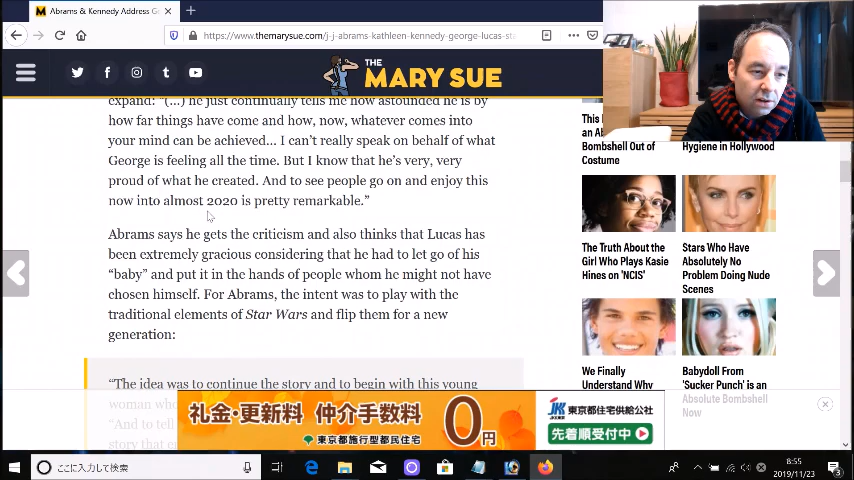 Abrams & Kennedy Address Ge
https://www.themarysue.com/j-j-abrams-kathleen-kennedy-george-lucas-sta
THE
MARY SUE
expand: “(…) he just continually tells me how astounded he is by
how far things have come and how, now, whatever comes into
your mind can be achieved… I can’t really speak on behalf of what
George is feeling all the time. But I know that he’s very, very
proud of what he created. And to see people go on and enjoy this
now into almost 2020 is pretty remarkable.”
Abrams says he gets the criticism and also thinks that Lucas has
been extremely gracious considering that he had to let go of his
“baby” and put it in the hands of people whom he might not have
chosen himself. For Abrams, the intent was to play with the
traditional elements of Star Wars and flip them for a new
generation:
“The idea was to continue the story and to begin with this young
woman who
“And to tell
story that
This
an Ab
Bombshell Out of
Costume
Hygiene in Hollywood
The Truth About the
Girl Who Plays Kasie
Hines on 'NCIS'
Stars Who Have
Absolutely No
Problem Doing Nude
Scenes
We Finally
Understand Why
Babydoll From
'Sucker Punch' is an
Absolute Bombshell
Now
礼金・更新料 仲介手数料 0円
東京都施行型都民住宅
JKK東京
東京都住宅供給公社
先着順受付中
ここに入力して検索
8:55
2019/11/23
3